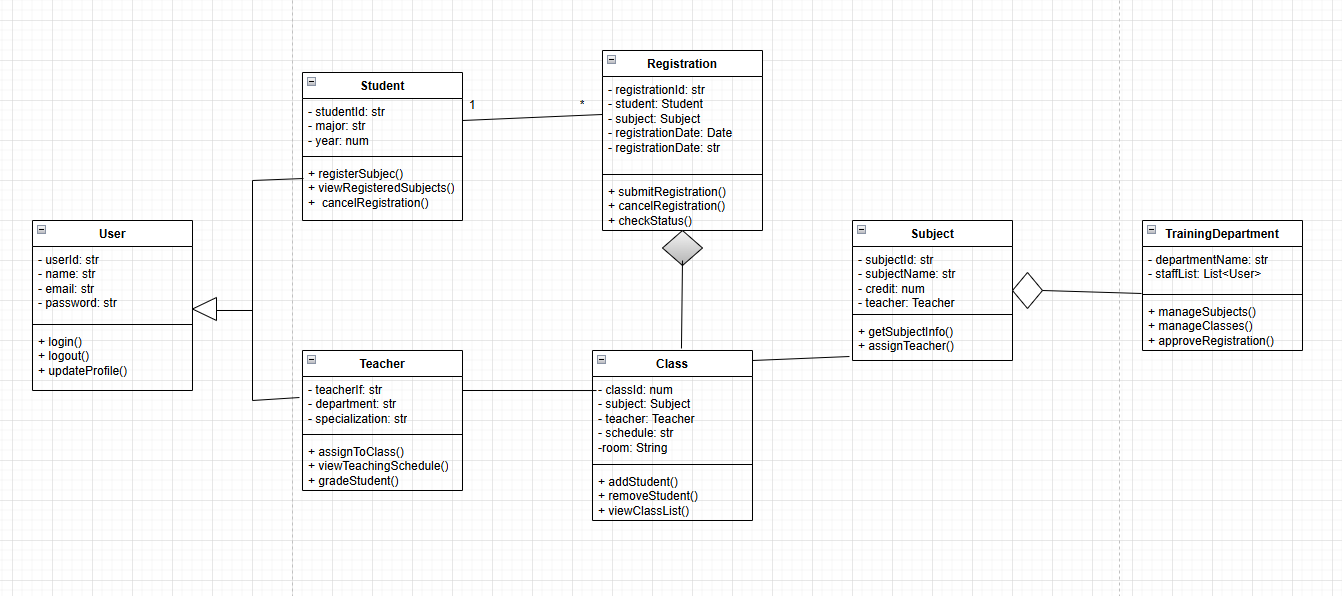 Student
- studentId: str
- major: str
- year: num
+ registerSubjec()
+ viewRegisteredSubjects()
+ cancelRegistration()
1
*
Registration
- registrationId: str
- student: Student
- subject: Subject
- registrationDate: Date
- registrationDate: str
+ submitRegistration()
+ cancelRegistration()
+ checkStatus()
User
- userId: str
- name: str
- email: str
- password: str
+ login()
+ logout()
+ updateProfile()
Subject
- subjectId: str
- subjectName: str
- credit: num
- teacher: Teacher
+ getSubjectInfo()
+ assignTeacher()
TrainingDepartment
- departmentName: str
- staffList: List<User>
+ manageSubjects()
+ manageClasses()
+ approveRegistration()
Teacher
- teacherIf: str
- department: str
- specialization: str
+ assignToClass()
+ viewTeachingSchedule()
+ gradeStudent()
Class
- classId: num
- subject: Subject
- teacher: Teacher
- schedule: str
-room: String
+ addStudent()
+ removeStudent()
+ viewClassList()